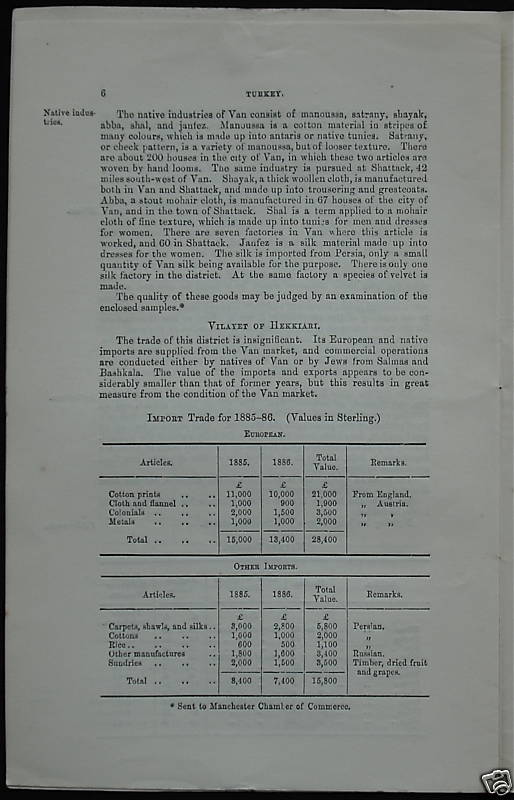 6
TURKEY.
Native indus-
tries.
The native industries of Van consist of manoussa, satrany, shayak,
abba, shal, and janfez. Manoussa is a cotton material in stripes of
many colours, which is made up into antaris or native tunics. Satrany,
or check pattern, is a variety of manoussa, but of looser texture. There
are about 200 houses in the city of Van, in which these two articles are
woven by hand looms. The same industry is pursued at Shattack, 42
miles south-west of Van. Shayak, a thick woollen cloth, is manufactured
both in Van and Shattack, and made up into trousering and greatcoats.
Abba, a stout mohair cloth, is manufactured in 67 houses of the city of
Van, and in the town of Shattack. Shal is a term applied to a mohair
cloth of fine texture, which is made up into tunics for men and dresses
for women. There are seven factories in Van where this article is
worked, and 60 in Shattack. Janfez is a silk material made up into
dresses for the women. The silk is imported from Persia, only a small
quantity of Van silk being available for the purpose. There is only one
silk factory in the district. At the same factory a species of velvet is
made.
The quality of these goods may be judged by an examination of the
enclosed samples.*
VILAYET OF HEKKIARI.
The trade of this district is insignificant. Its European and native
imports are supplied from the Van market, and commercial operations
are conducted either by natives of Van or by Jews from Salmas and
Bashkala. The value of the imports and exports appears to be con-
siderably smaller than that of former years, but this results in great
measure from the condition of the Van market.
IMPORT Trade for 1885-86. (Values in Sterling.)
EUROPEAN.
Articles. 1885. 1886. Total Value. Remarks.
£ £ £
Cotton prints .. .. 11,000 10,000 21,000 From England.
Cloth and flannel .. .. 1,000 900 1,900 „ Austria.
Colonials .. .. .. 2,000 1,500 3,500 „ „
Metals .. .. .. 1,000 1,000 2,000 „ „
Total .. .. .. 15,000 13,400 28,400
OTHER IMPORTS.
Articles. 1885. 1886. Total Value. Remarks.
£ £ £
Carpets, shawls, and silks .. 3,000 2,800 5,800 Persian.
Cottons .. .. .. 1,000 1,000 2,000 „
Rice .. .. .. .. 600 500 1,100 „
Other manufactures .. 1,800 1,600 3,400 Russian.
Sundries .. .. .. 2,000 1,500 3,500 Timber, dried fruit
and grapes.
Total .. .. .. 8,400 7,400 15,800
* Sent to Manchester Chamber of Commerce.